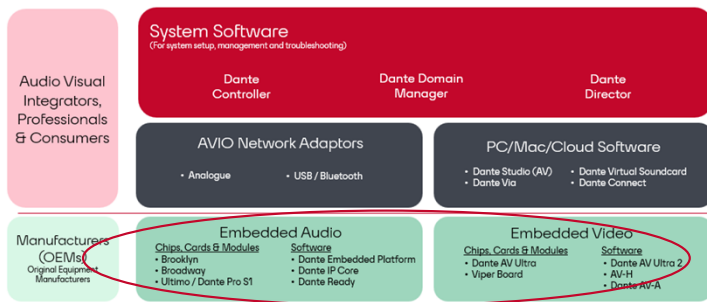 System Software
(For system setup, management and troubleshooting)
Audio Visual
Integrators,
Professionals
& Consumers
Dante
Controller
Dante Domain
Manager
Dante
Director
AVIO Network Adaptors
• Analogue
• USB / Bluetooth
PC/Mac/Cloud Software
• Dante Studio (AV)
• Dante Via
• Dante Virtual Soundcard
• Dante Connect
Manufacturers
(OEMs)
Original Equipment
Manufacturers
Embedded Audio
Chips, Cards & Modules
• Brooklyn
• Broadway
• Ultimo / Dante Pro S1
Software
• Dante Embedded Platform
• Dante IP Core
• Dante Ready
Embedded Video
Chips, Cards & Modules
• Dante AV Ultra
• Viper Board
Software
• Dante AV Ultra 2
• AV-H
• Dante AV-A